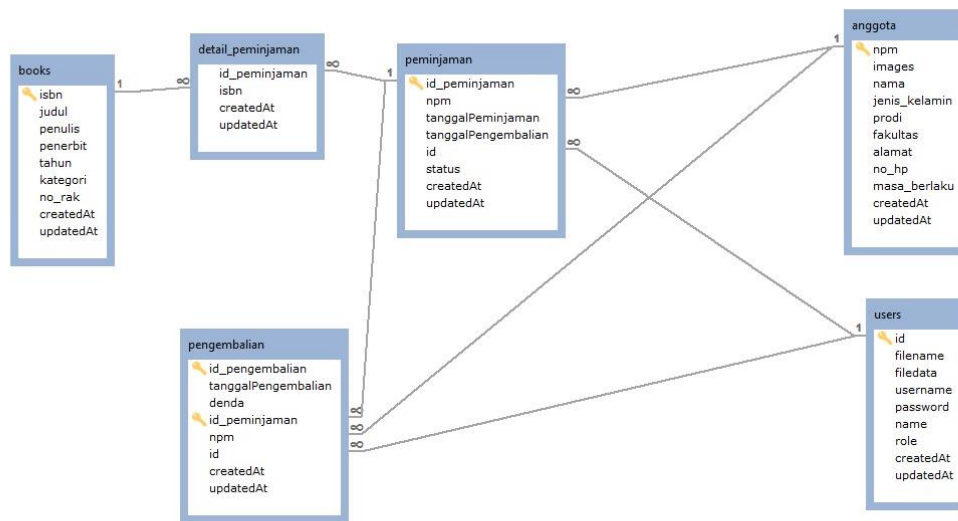 books
isbn
judul
penulis
penerbit
tahun
kategori
no_rak
createdAt
updatedAt
1
∞
detail_peminjaman
id_peminjaman
isbn
createdAt
updatedAt
∞
1
peminjaman
id_peminjaman
npm
tanggalPeminjaman
tanggalPengembalian
id
status
createdAt
updatedAt
∞
∞
1
anggota
npm
images
nama
jenis_kelamin
prodi
fakultas
alamat
no_hp
masa_berlaku
createdAt
updatedAt
pengembalian
id_pengembalian
tanggalPengembalian
denda
id_peminjaman
npm
id
createdAt
updatedAt
∞
∞
∞
1
users
id
filename
filedata
username
password
name
role
createdAt
updatedAt